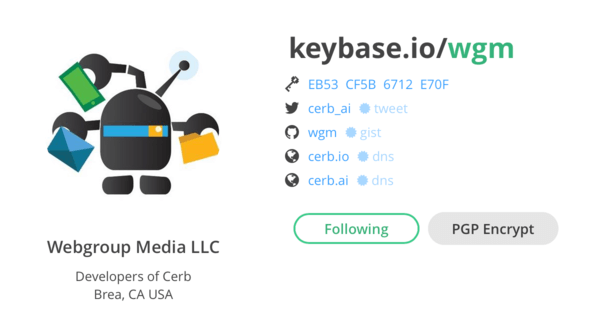 keybase.io/wgm
EB53 CF5B 6712 E70F
cerb_ai tweet
wgm gist
cerb.io dns
cerb.ai dns
Following PGP Encrypt
Webgroup Media LLC
Developers of Cerb
Brea, CA USA